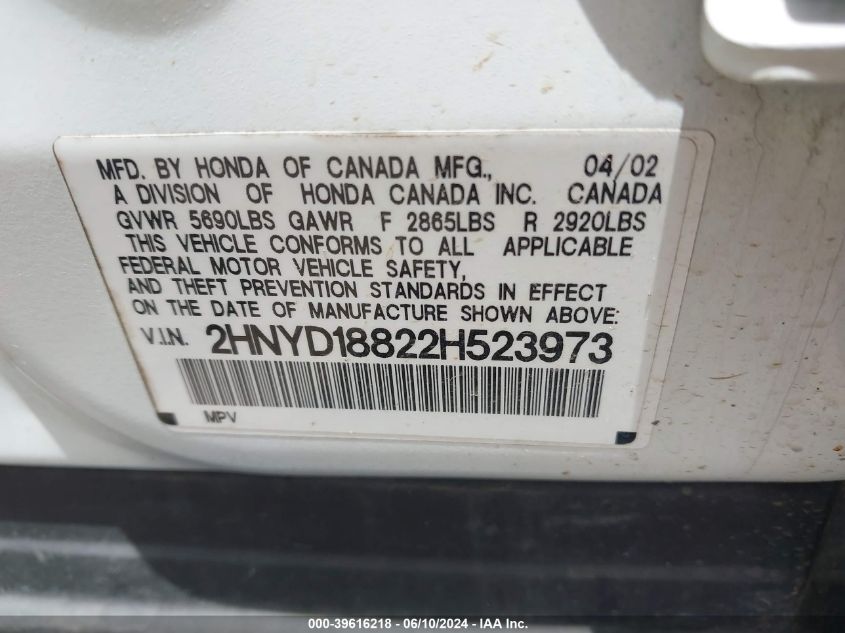 MFD. BY HONDA OF CANADA MFG., 04/02
A DIVISION OF HONDA CANADA INC. CANADA
GVWR 5690LBS GAWR F 2865LBS R 2920LBS
THIS VEHICLE CONFORMS TO ALL APPLICABLE
FEDERAL MOTOR VEHICLE SAFETY,
AND THEFT PREVENTION STANDARDS IN EFFECT
ON THE DATE OF MANUFACTURE SHOWN ABOVE:
V.I.N. 2HNYD18822H523973
MPV
000-39616218 - 06/10/2024 - IAA Inc.